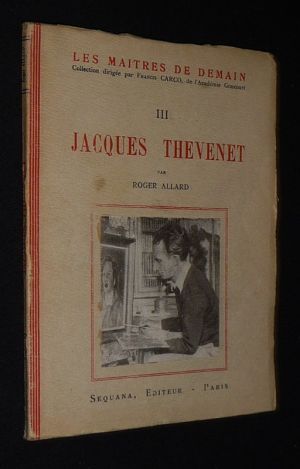 LES MAITRES DE DEMAIN
Collection dirigée par Francis CARCO, de l'Académie Goncourt
III
JACQUES THEVENET
PAR
ROGER ALLARD
SEQUANA, EDITEUR - PARIS